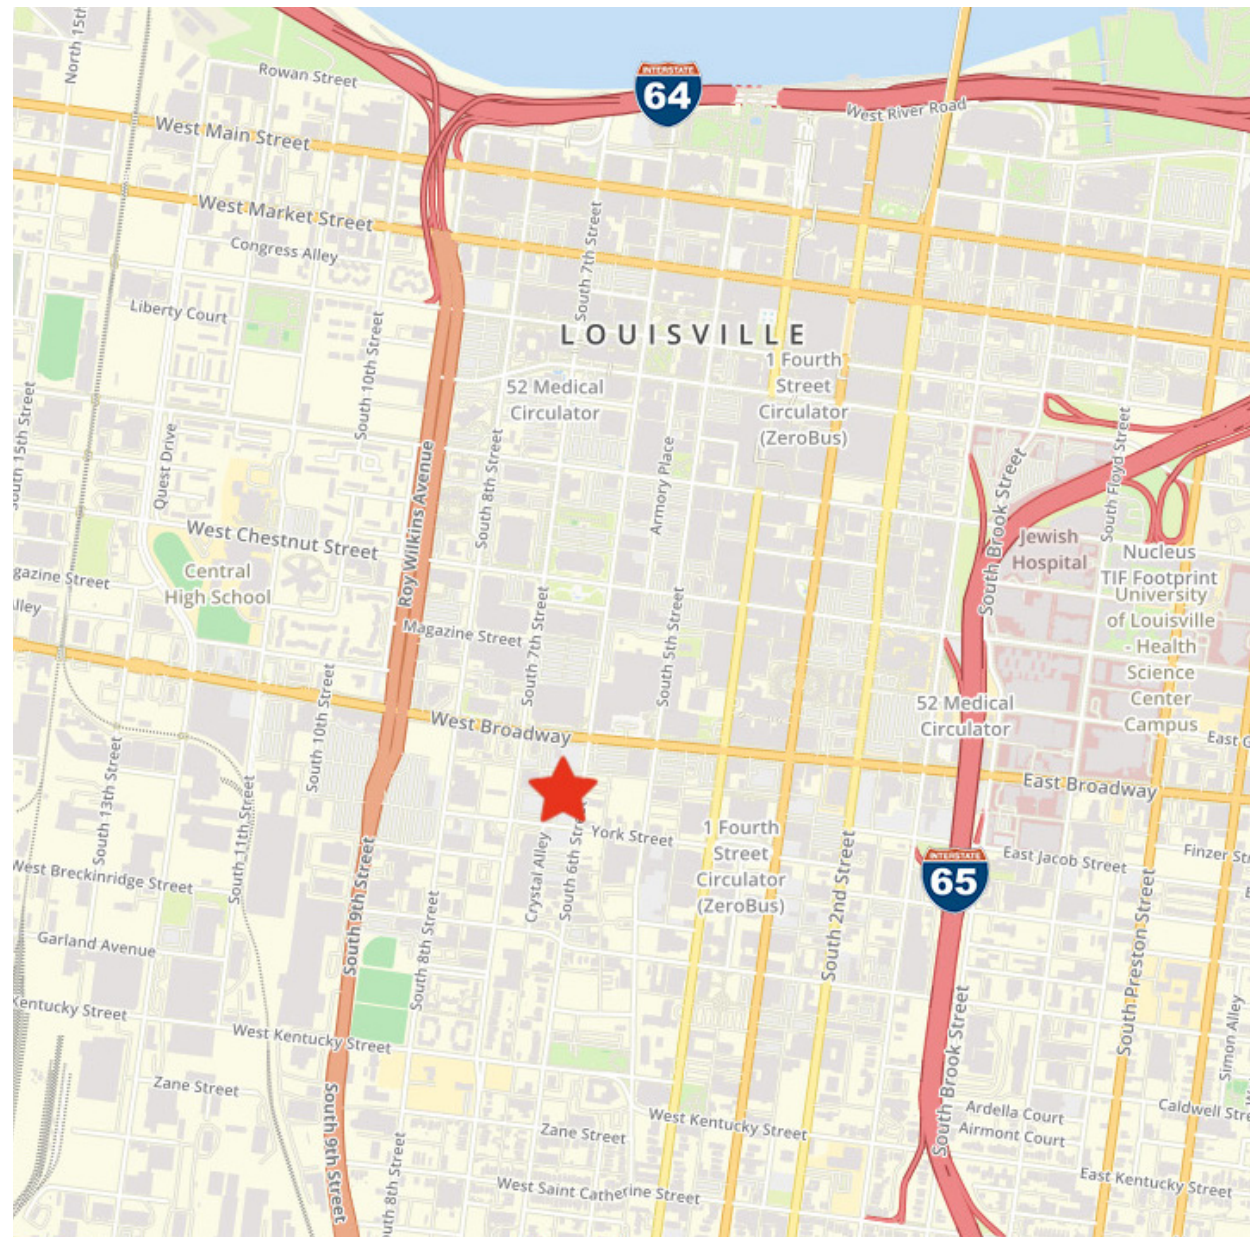 North 15th
Rowan Street
INTERSTATE
64
West River Road
West Main Street
West Market Street
Congress Alley
South 7th Street
Liberty Court
South 10th Street
LOUISVILLE
1 Fourth
Street
Circulator
(ZeroBus)
52 Medical
Circulator
South 15th Street
Quest Drive
Roy Wilkins Avenue
South 8th Street
Armory Place
South Brook Street
South Floyd Street
West Chestnut Street
Jewish
Hospital
Nucleus
TIF Footprint
University
of Louisville
- Health
Science
Center
Campus
Central
High School
gazine Street
lley
Magazine Street
South 7th Street
South 5th Street
South 10th Street
West Broadway
52 Medical
Circulator
East Broadway
South 13th Street
South 11th Street
South 9th Street
Crystal Alley
South 6th Str
York Street
1 Fourth
Street
Circulator
(ZeroBus)
South 2nd Street
INTERSTATE
65
East Jacob Street
Finzer Str
West Breckinridge Street
Garland Avenue
South 8th Street
South Preston Street
Kentucky Street
West Kentucky Street
South Brook Street
Simon Alley
Zane Street
South 9th Street
Zane Street
West Kentucky Street
Ardella Court
Airmont Court
Caldwell Stre
uth 8th Street
West Saint Catherine Street
East Kentucky Street